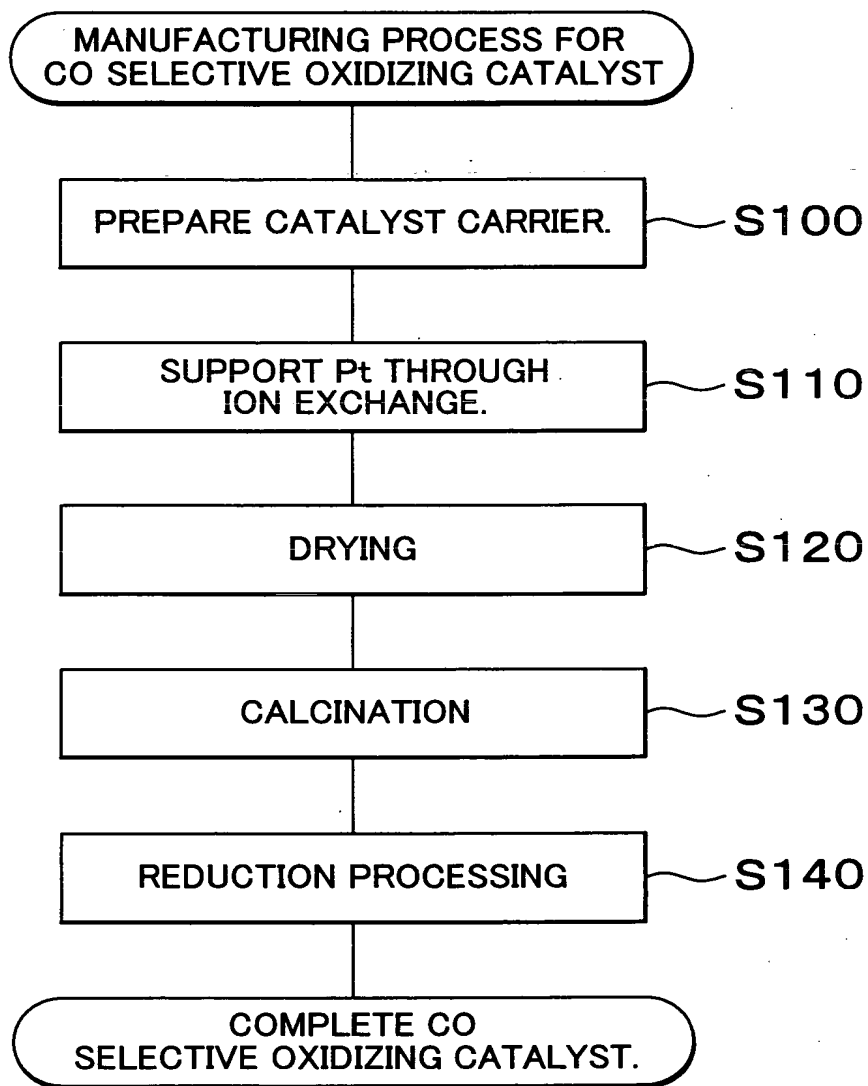 MANUFACTURING PROCESS FOR
CO SELECTIVE OXIDIZING CATALYST
PREPARE CATALYST CARRIER.
S100
SUPPORT Pt THROUGH
ION EXCHANGE.
S110
DRYING
S120
CALCINATION
S130
REDUCTION PROCESSING
S140
COMPLETE CO
SELECTIVE OXIDIZING CATALYST.